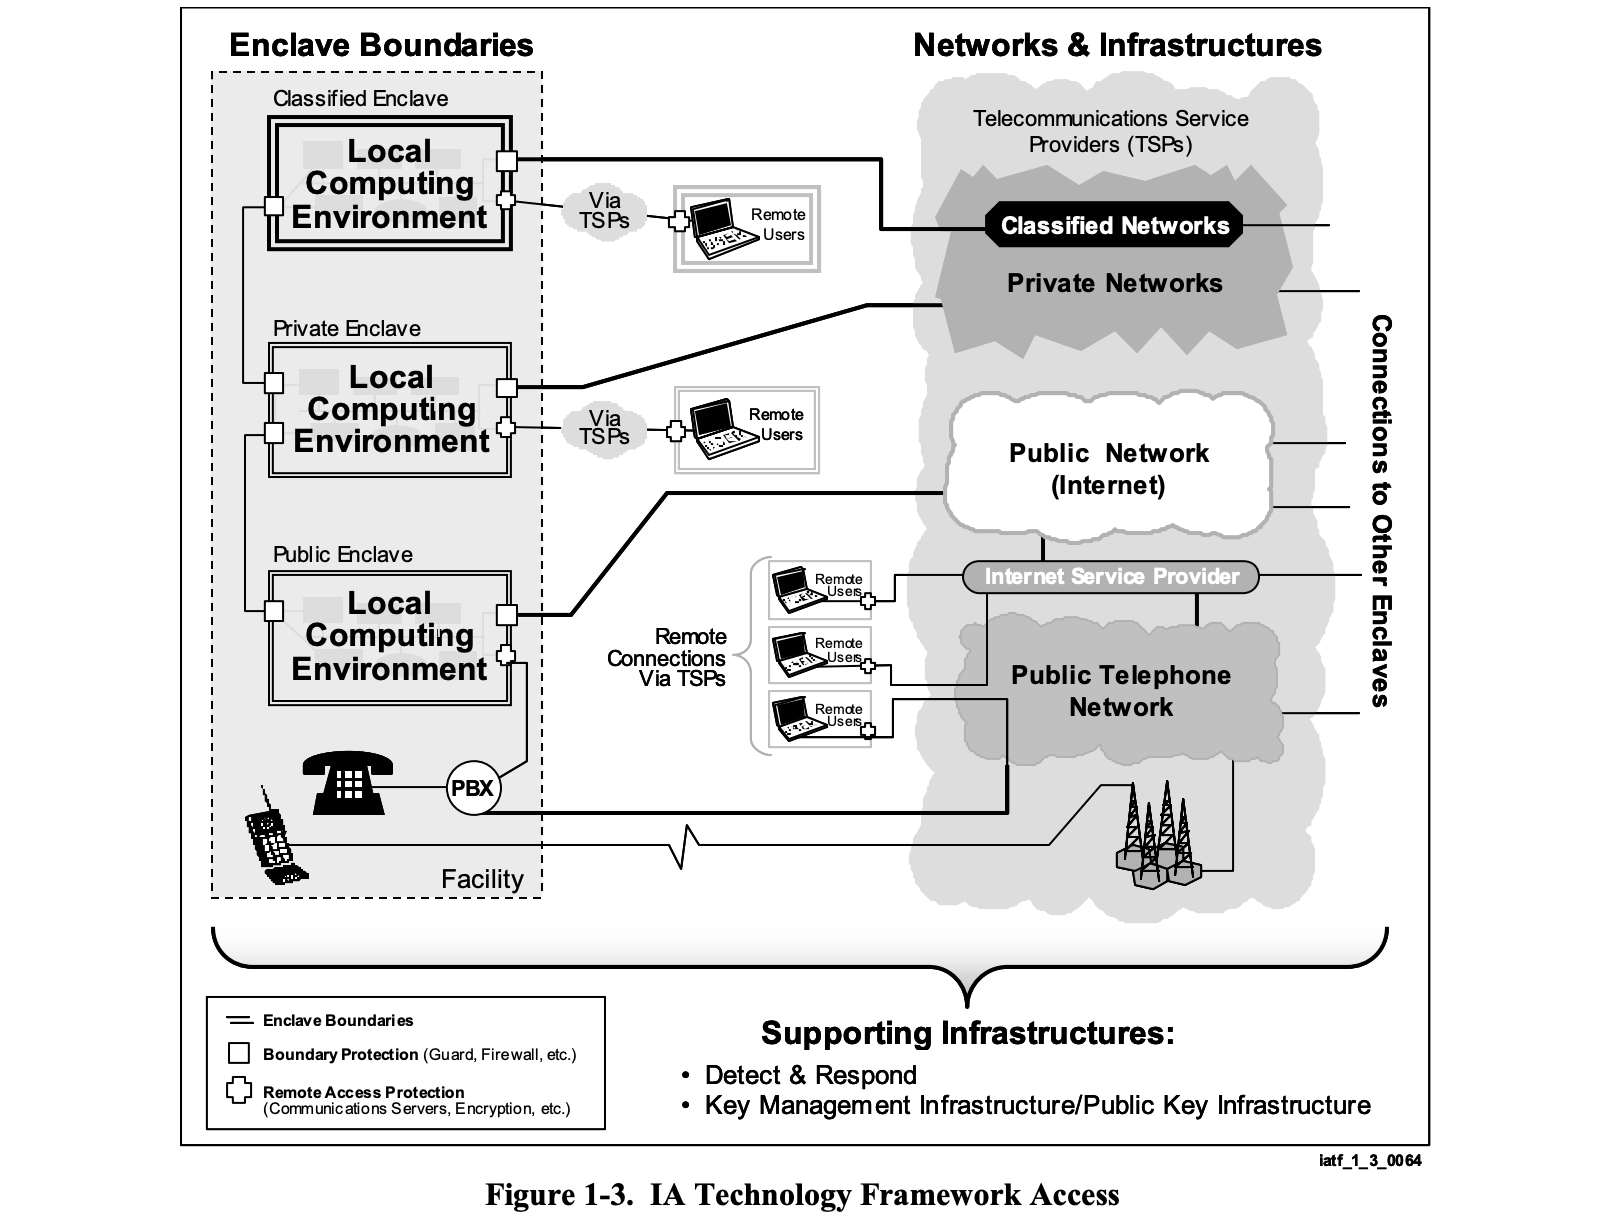 Enclave Boundaries
Networks & Infrastructures
Classified Enclave
Local
Computing
Environment
Via
TSPs
Remote
Users
Telecommunications Service
Providers (TSPs)
Classified Networks
Private Networks
Private Enclave
Local
Computing
Environment
Via
TSPs
Remote
Users
Public Network
(Internet)
Connections to Other Enclaves
Public Enclave
Local
Computing
Environment
Internet Service Provider
Remote
Connections
Via TSPs
Remote
Users
Remote
Users
Remote
Users
Public Telephone
Network
PBX
Facility
Enclave Boundaries
Boundary Protection (Guard, Firewall, etc.)
Remote Access Protection
(Communications Servers, Encryption, etc.)
Supporting Infrastructures:
• Detect & Respond
• Key Management Infrastructure/Public Key Infrastructure
iatf_1_3_0064
Figure 1-3. IA Technology Framework Access